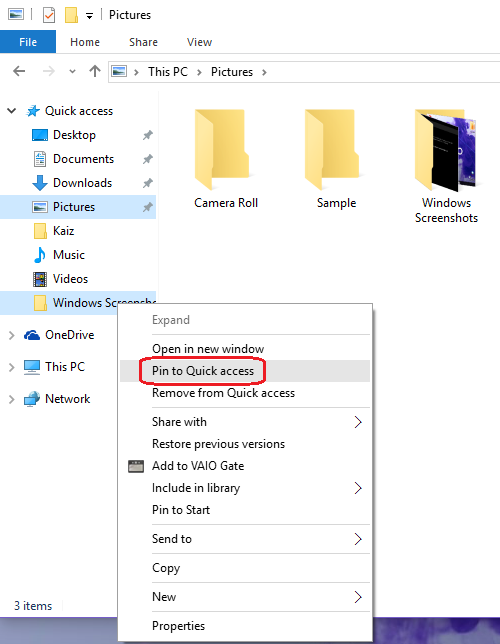 Pictures
File Home Share View
This PC Pictures
Quick access
Desktop
Documents
Downloads
Pictures
Kaiz
Music
Videos
Windows
OneDrive
This PC
Network
Camera Roll
Sample
Windows
Screenshots
Expand
Open in new window
Pin to Quick access
Remove from Quick access
Share with
Restore previous versions
Add to VAIO Gate
Include in library
Pin to Start
Send to
Copy
New
Properties
3 items